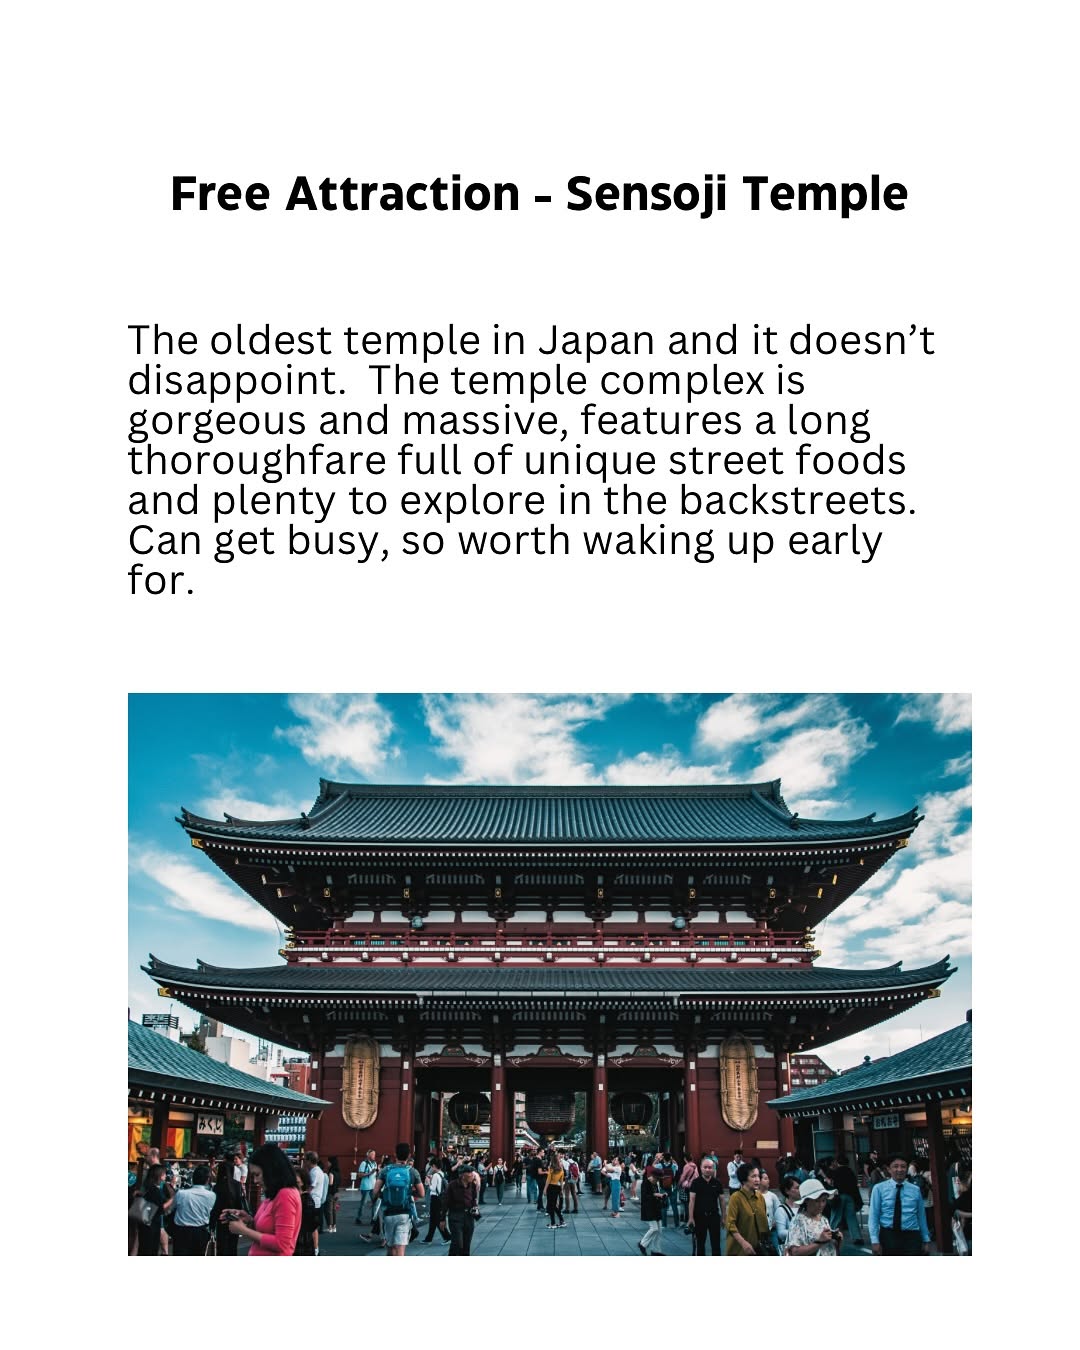 Free Attraction - Sensoji Temple
The oldest temple in Japan and it doesn’t
disappoint.  The temple complex is
gorgeous and massive, features a long
thoroughfare full of unique street foods
and plenty to explore in the backstreets.
Can get busy, so worth waking up early
for.
みくじ